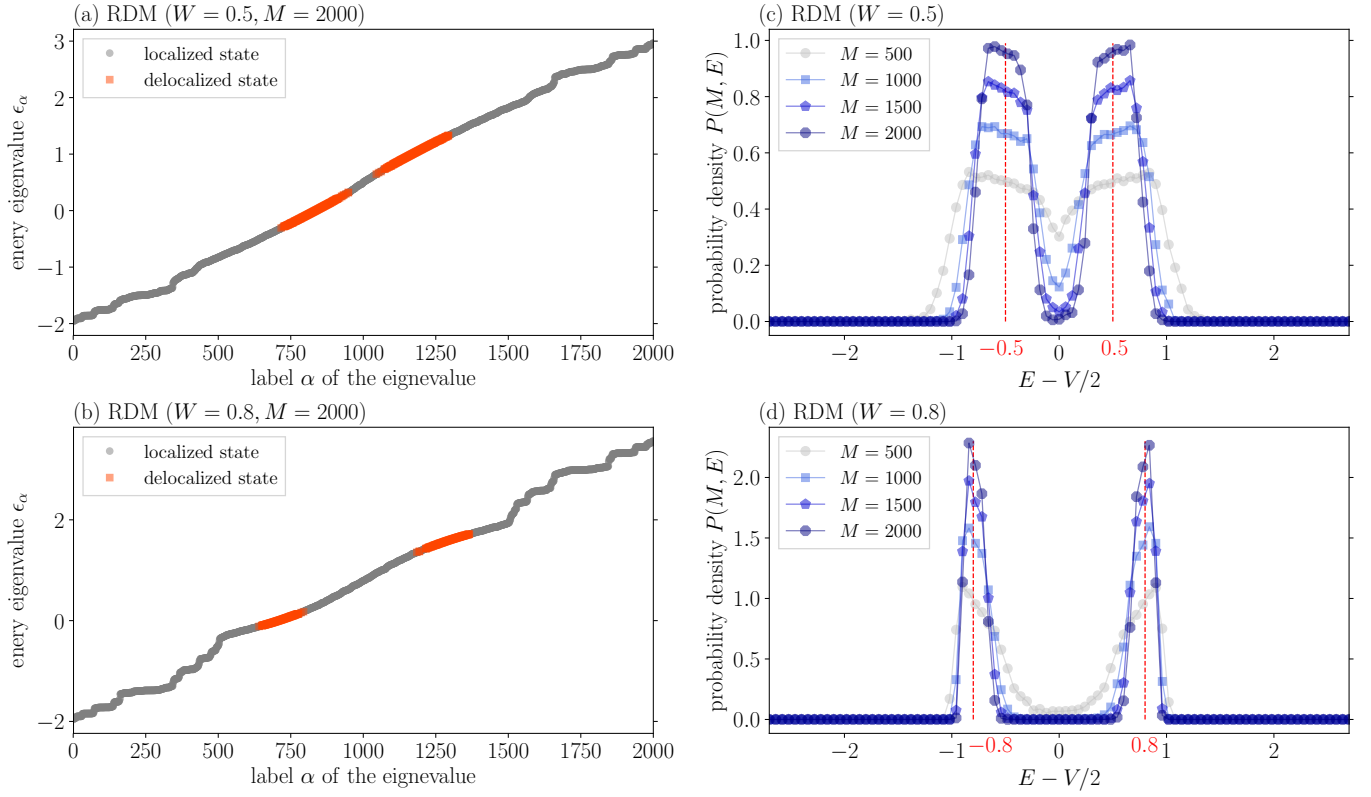 (a) RDM (W = 0.5, M = 2000)
enery eigenvalue ϵ_α
3
2
1
0
−1
−2
localized state
delocalized state
0 250 500 750 1000 1250 1500 1750 2000
label α of the eignevalue
(c) RDM (W = 0.5)
probability density P(M, E)
1.0
0.8
0.6
0.4
0.2
0.0
M = 500
M = 1000
M = 1500
M = 2000
−0.5 0.5
−2 −1 0 1 2
E − V/2
(b) RDM (W = 0.8, M = 2000)
enery eigenvalue ϵ_α
2
0
−2
localized state
delocalized state
0 250 500 750 1000 1250 1500 1750 2000
label α of the eignevalue
(d) RDM (W = 0.8)
probability density P(M, E)
2.0
1.5
1.0
0.5
0.0
M = 500
M = 1000
M = 1500
M = 2000
−0.8 0.8
−2 −1 0 1 2
E − V/2